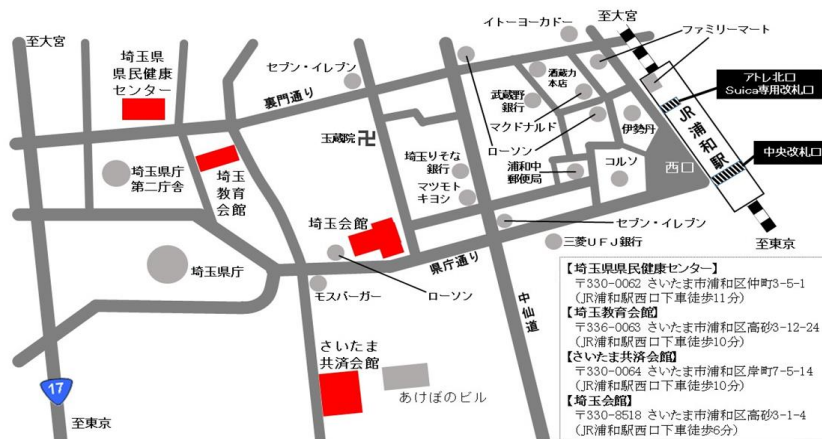 至大宮
埼玉県
県民健康
センター
セブン・イレブン
裏門通り
イトーヨーカドー
至大宮
ファミリーマート
アトレ北口
Suica専用改札口
酒蔵力
本店
武蔵野
銀行
マクドナルド
ローソン
伊勢丹
JR浦和駅
中央改札口
西口
コルソ
浦和中
郵便局
玉蔵院
卍
埼玉りそな
銀行
マツモト
キヨシ
埼玉県庁
第二庁舎
埼玉
教育
会館
埼玉会館
埼玉県庁
モスバーガー
ローソン
県庁通り
セブン・イレブン
三菱UFJ銀行
至東京
中仙道
さいたま
共済会館
あけぼのビル
17
至東京
【埼玉県県民健康センター】
〒330-0062 さいたま市浦和区仲町3-5-1
(JR浦和駅西口下車徒歩11分)
【埼玉教育会館】
〒336-0063 さいたま市浦和区高砂3-12-24
(JR浦和駅西口下車徒歩10分)
【さいたま共済会館】
〒330-0064 さいたま市浦和区岸町7-5-14
(JR浦和駅西口下車徒歩10分)
【埼玉会館】
〒330-8518 さいたま市浦和区高砂3-1-4
(JR浦和駅西口下車徒歩6分)